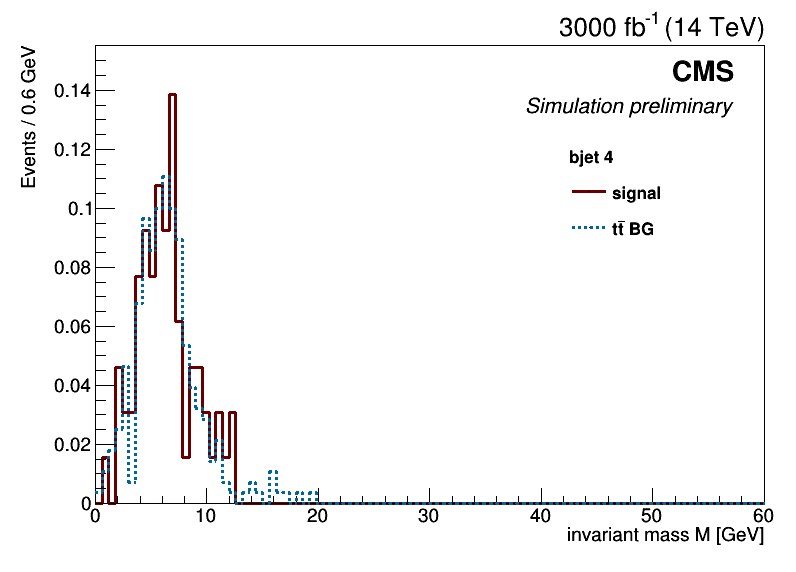 3000 fb⁻¹ (14 TeV)
CMS
Simulation preliminary
bjet 4
signal
tt̄ BG
Events / 0.6 GeV
0.14
0.12
0.1
0.08
0.06
0.04
0.02
0
0 10 20 30 40 50 60
invariant mass M [GeV]